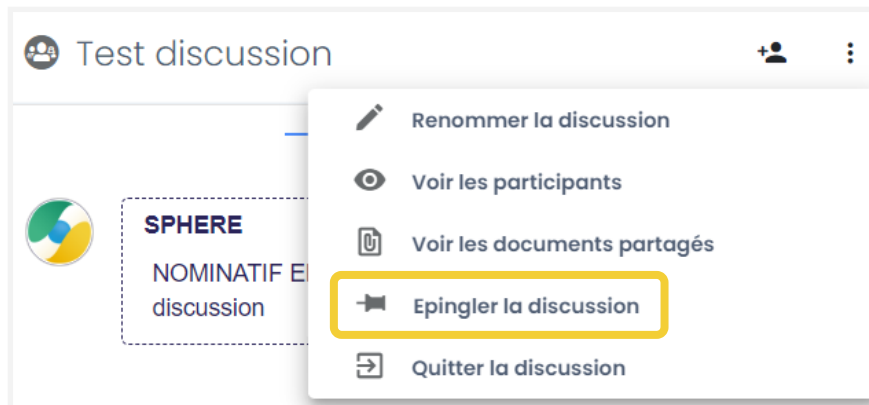 Test discussion
Renommer la discussion
Voir les participants
SPHERE
Voir les documents partagés
NOMINATIF
discussion
Epingler la discussion
Quitter la discussion